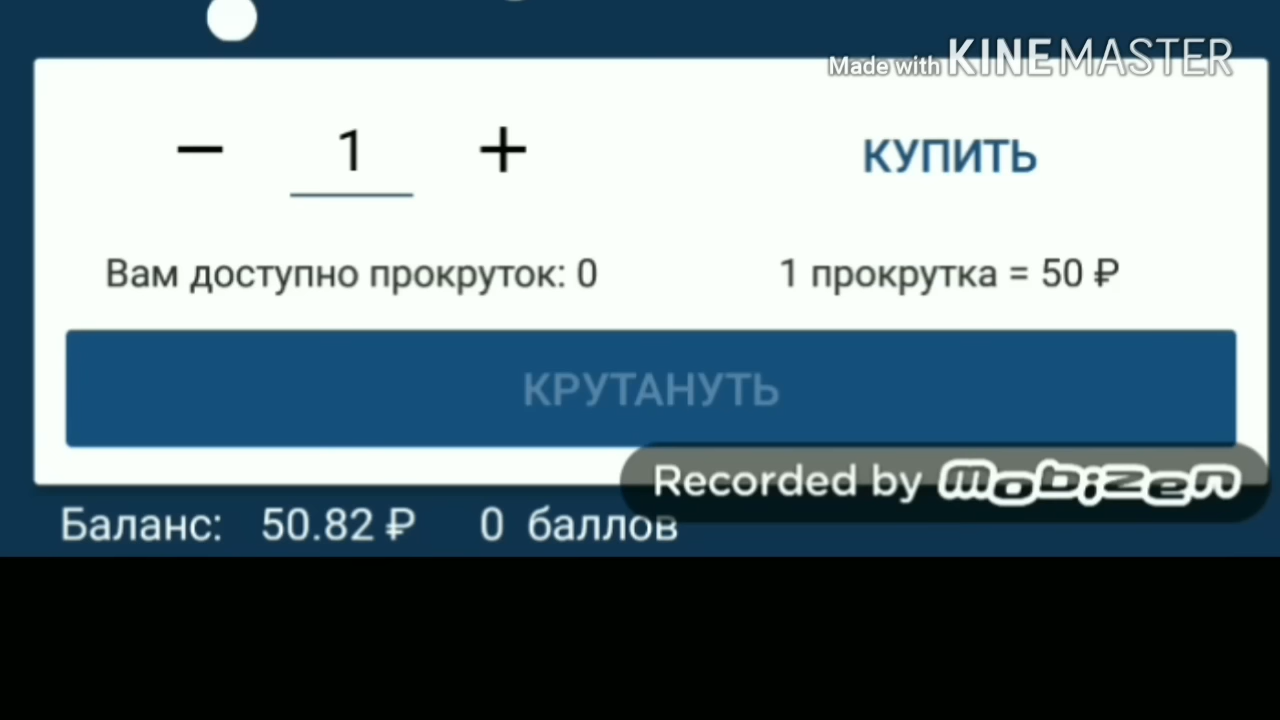 Made with KINEMASTER
− 1 + КУПИТЬ
Вам доступно прокруток: 0 1 прокрутка = 50 ₽
КРУТАНУТЬ
Recorded by mobizen
Баланс: 50.82 ₽ 0 баллов